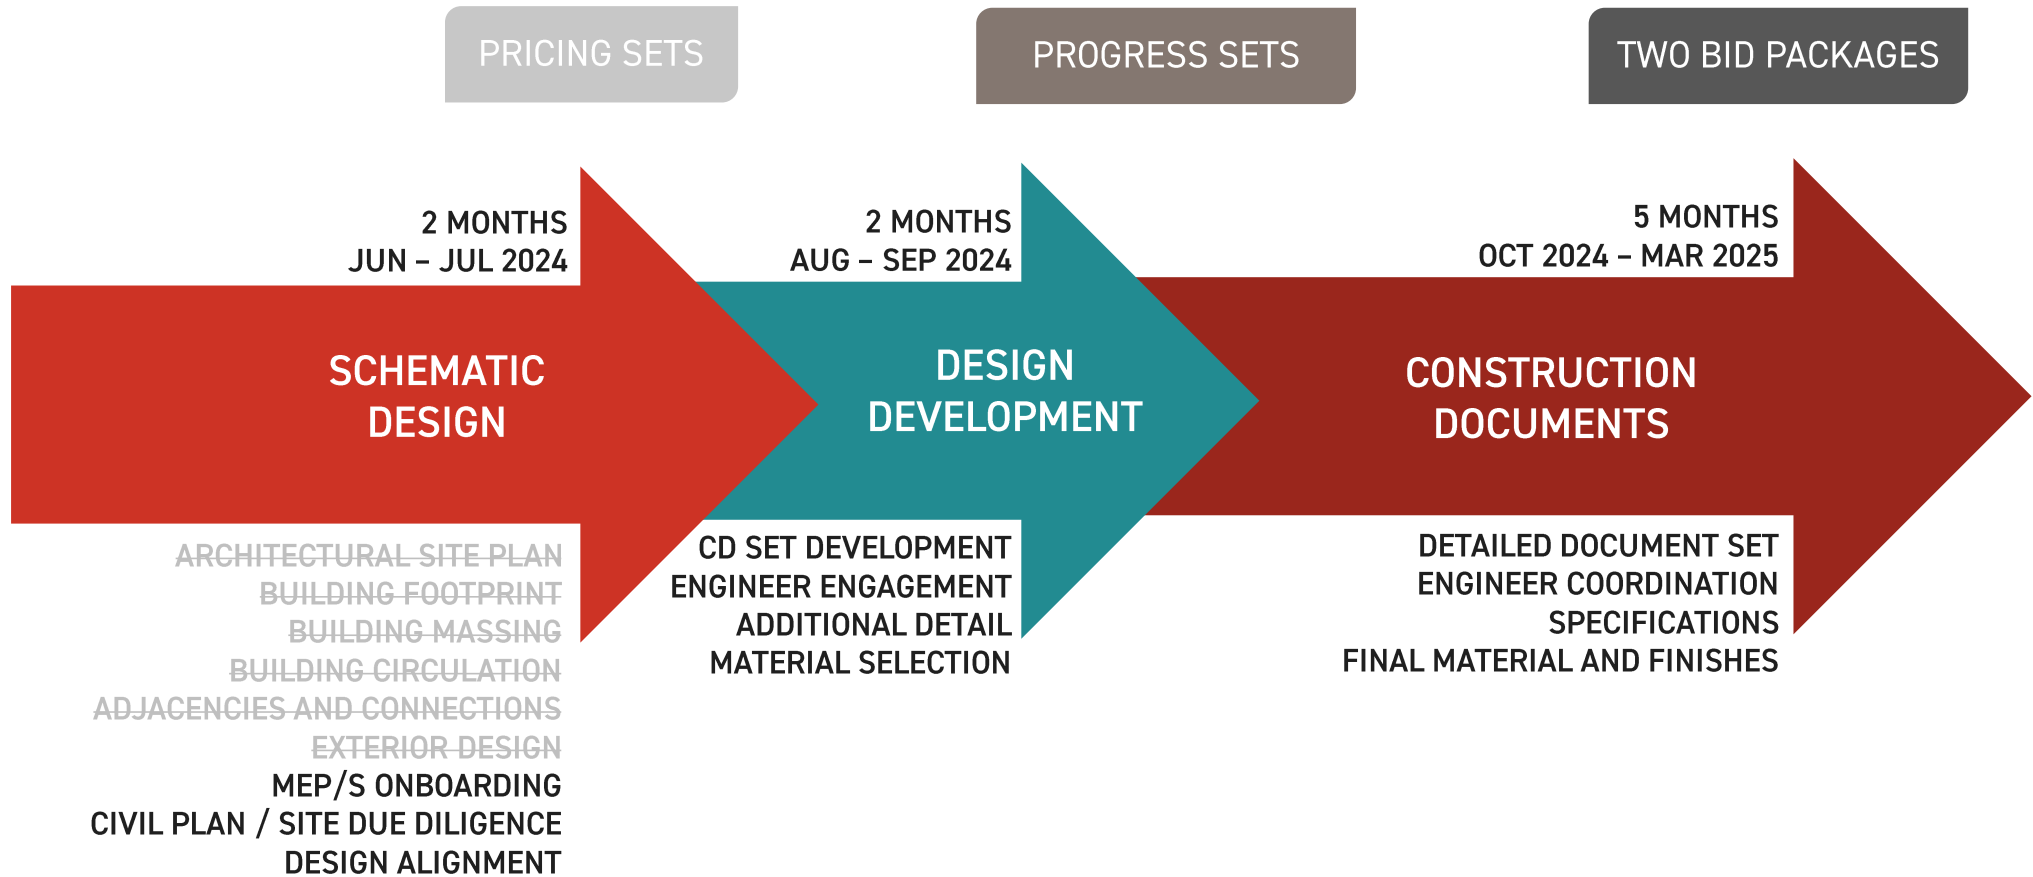 PRICING SETS
PROGRESS SETS
TWO BID PACKAGES
2 MONTHS
JUN – JUL 2024
SCHEMATIC
DESIGN
ARCHITECTURAL SITE PLAN
BUILDING FOOTPRINT
BUILDING MASSING
BUILDING CIRCULATION
ADJACENCIES AND CONNECTIONS
EXTERIOR DESIGN
MEP/S ONBOARDING
CIVIL PLAN / SITE DUE DILIGENCE
DESIGN ALIGNMENT
2 MONTHS
AUG – SEP 2024
DESIGN
DEVELOPMENT
CD SET DEVELOPMENT
ENGINEER ENGAGEMENT
ADDITIONAL DETAIL
MATERIAL SELECTION
5 MONTHS
OCT 2024 – MAR 2025
CONSTRUCTION
DOCUMENTS
DETAILED DOCUMENT SET
ENGINEER COORDINATION
SPECIFICATIONS
FINAL MATERIAL AND FINISHES